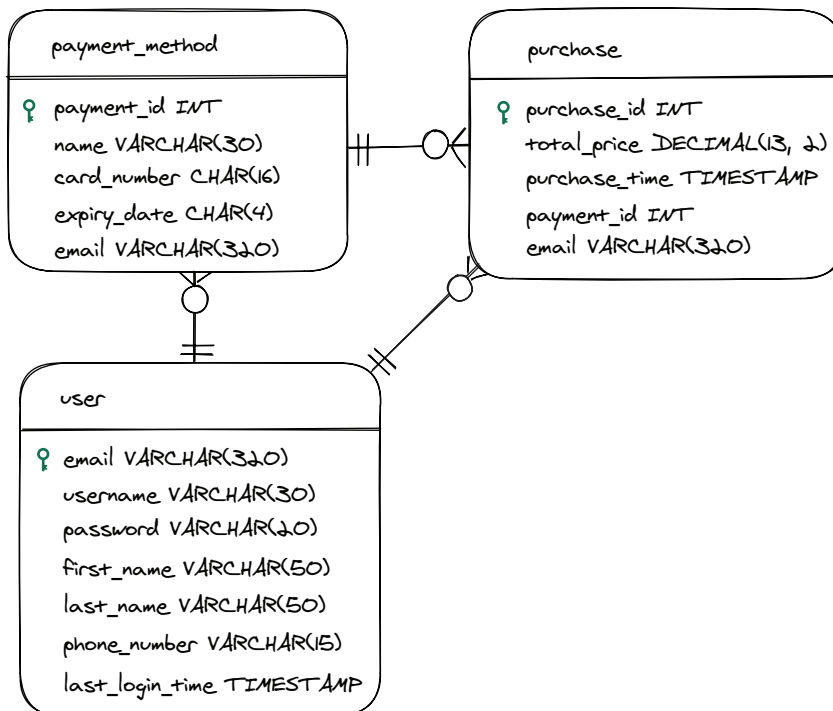 payment_method
payment_id INT
name VARCHAR(30)
card_number CHAR(16)
expiry_date CHAR(4)
email VARCHAR(320)
purchase
purchase_id INT
total_price DECIMAL(13, 2)
purchase_time TIMESTAMP
payment_id INT
email VARCHAR(320)
user
email VARCHAR(320)
username VARCHAR(30)
password VARCHAR(20)
first_name VARCHAR(50)
last_name VARCHAR(50)
phone_number VARCHAR(15)
last_login_time TIMESTAMP